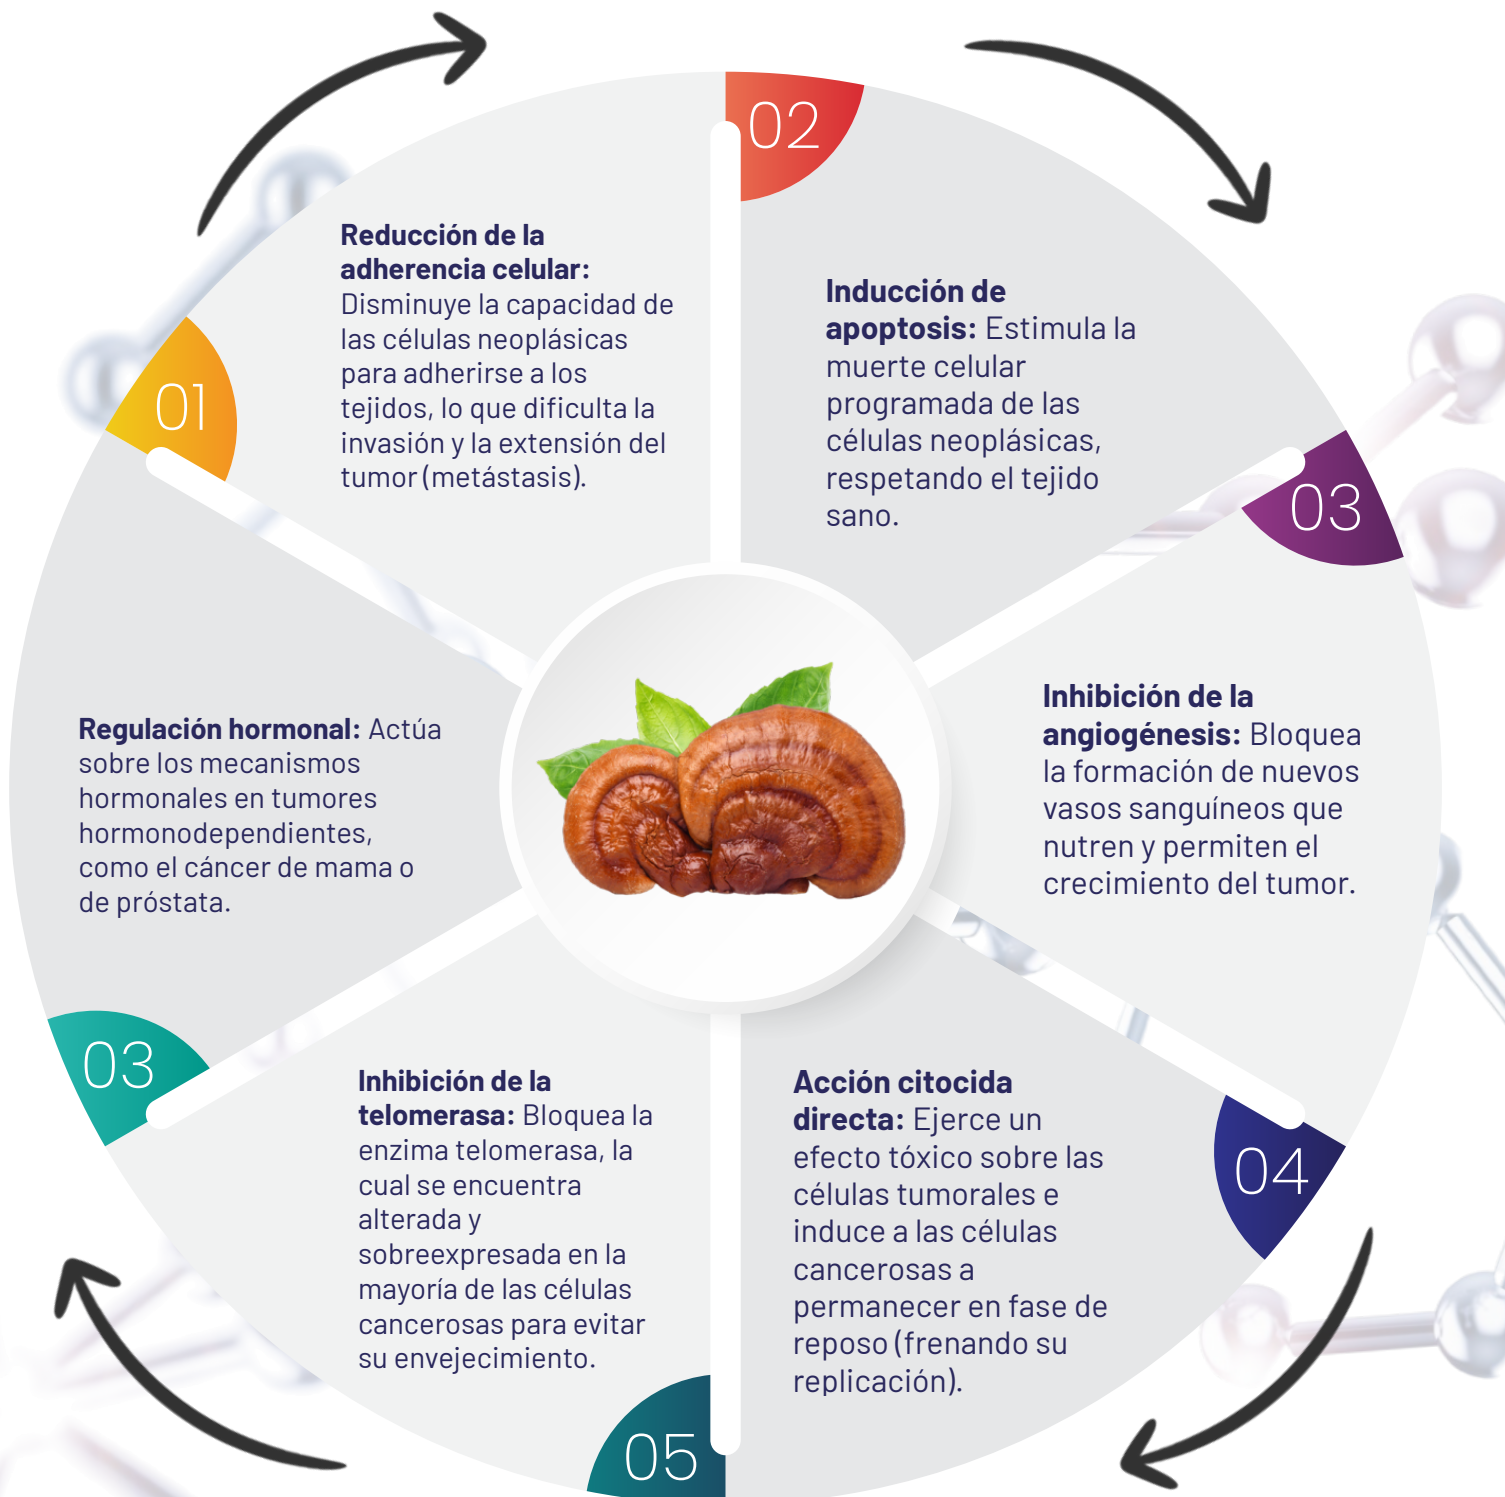 01
Reducción de la
adherencia celular:
Disminuye la capacidad de
las células neoplásicas
para adherirse a los
tejidos, lo que dificulta la
invasión y la extensión del
tumor (metástasis).
02
Inducción de
apoptosis: Estimula la
muerte celular
programada de las
células neoplásicas,
respetando el tejido
sano.
03
Inhibición de la
angiogénesis: Bloquea
la formación de nuevos
vasos sanguíneos que
nutren y permiten el
crecimiento del tumor.
04
Acción citocida
directa: Ejerce un
efecto tóxico sobre las
células tumorales e
induce a las células
cancerosas a
permanecer en fase de
reposo (frenando su
replicación).
05
Inhibición de la
telomerasa: Bloquea la
enzima telomerasa, la
cual se encuentra
alterada y
sobreexpresada en la
mayoría de las células
cancerosas para evitar
su envejecimiento.
03
Regulación hormonal: Actúa
sobre los mecanismos
hormonales en tumores
hormonodependientes,
como el cáncer de mama o
de próstata.